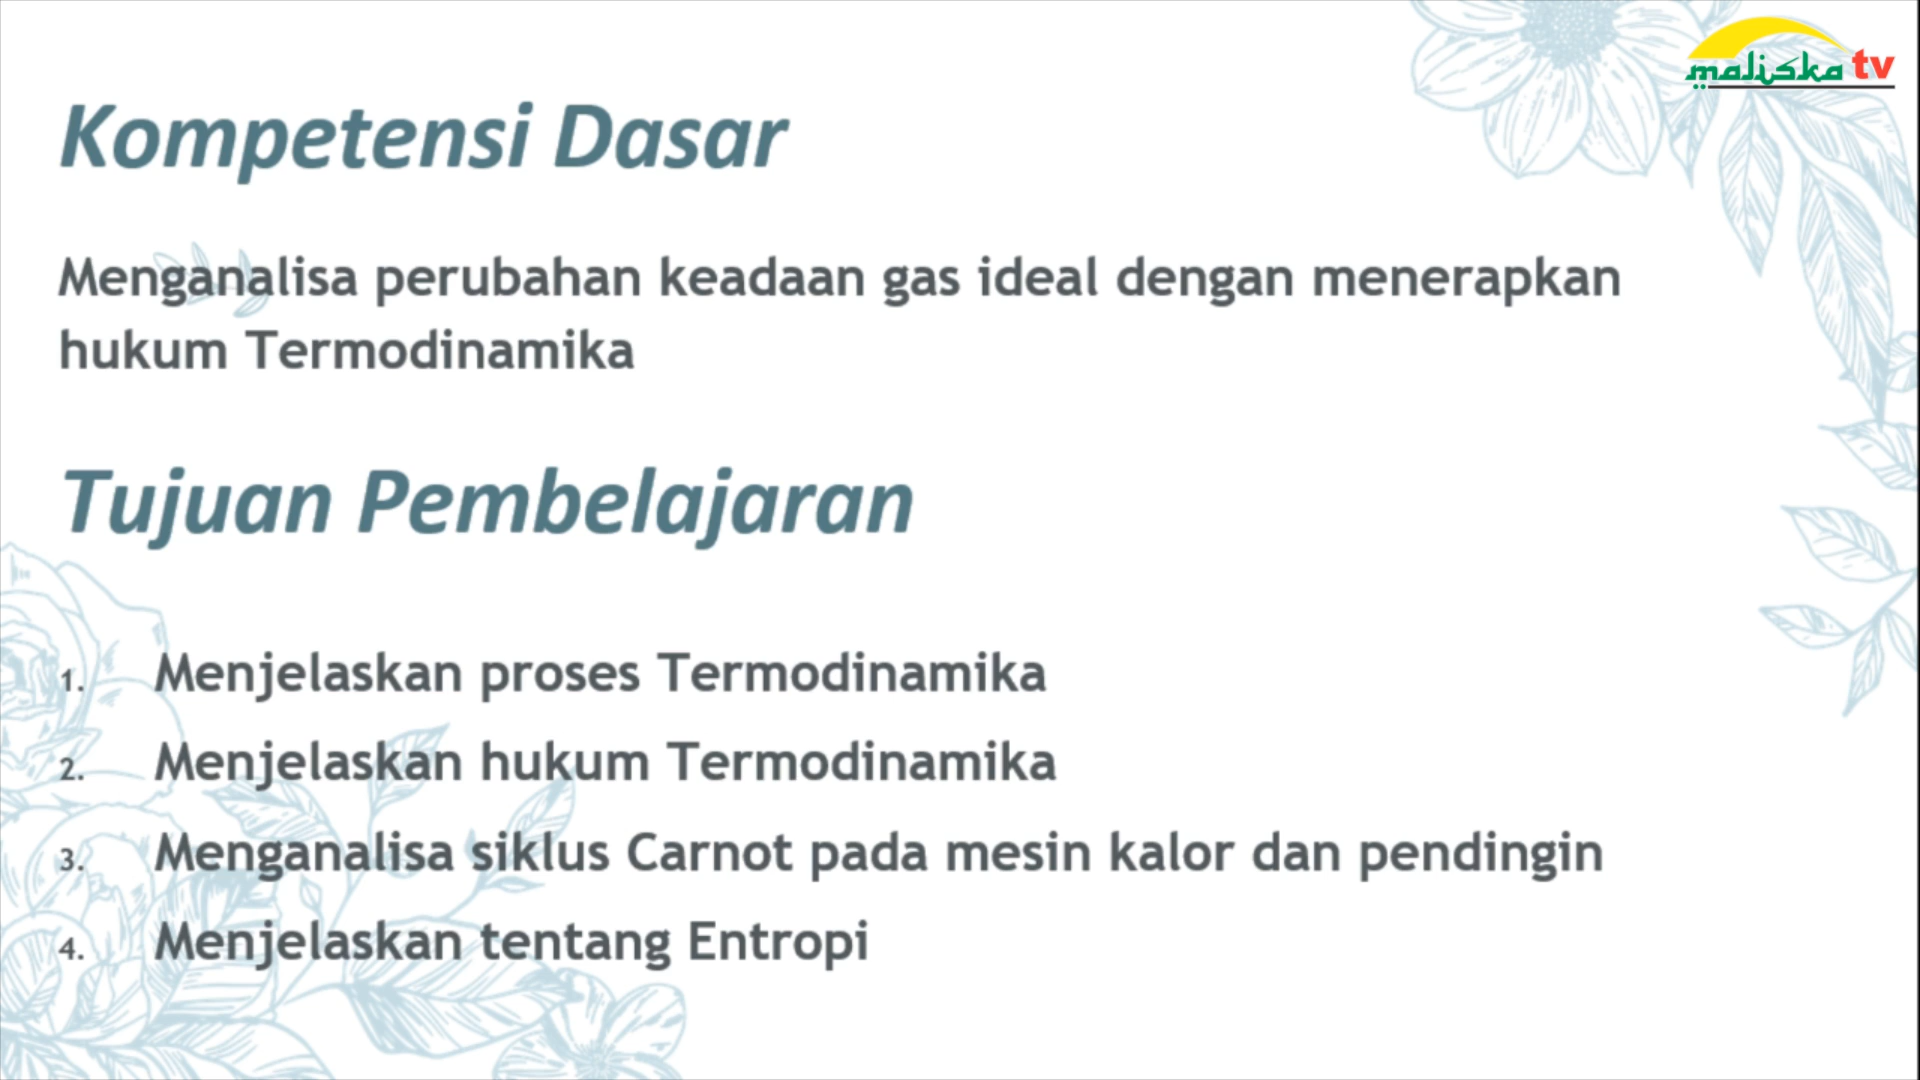 maliska tv
Kompetensi Dasar
Menganalisa perubahan keadaan gas ideal dengan menerapkan
hukum Termodinamika
Tujuan Pembelajaran
1. Menjelaskan proses Termodinamika
2. Menjelaskan hukum Termodinamika
3. Menganalisa siklus Carnot pada mesin kalor dan pendingin
4. Menjelaskan tentang Entropi